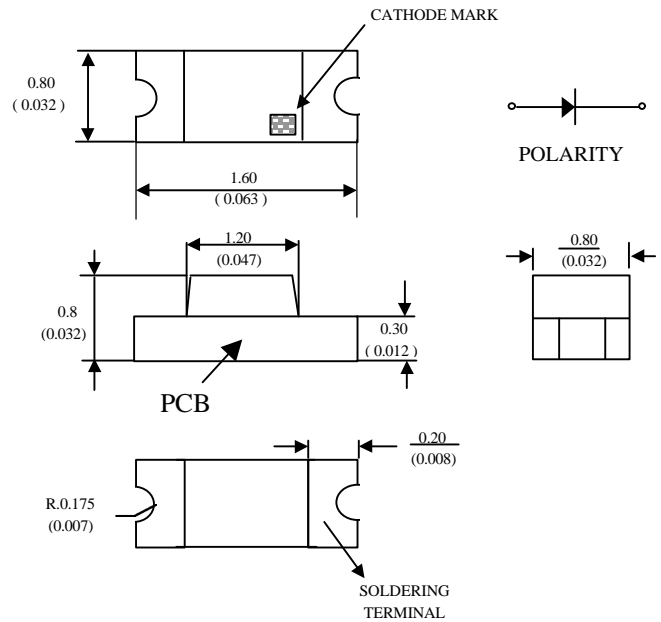 CATHODE MARK
0.80
( 0.032 )
POLARITY
1.60
( 0.063 )
1.20
(0.047)
0.80
(0.032)
0.8
(0.032)
0.30
( 0.012 )
PCB
0.20
(0.008)
R.0.175
(0.007)
SOLDERING
TERMINAL